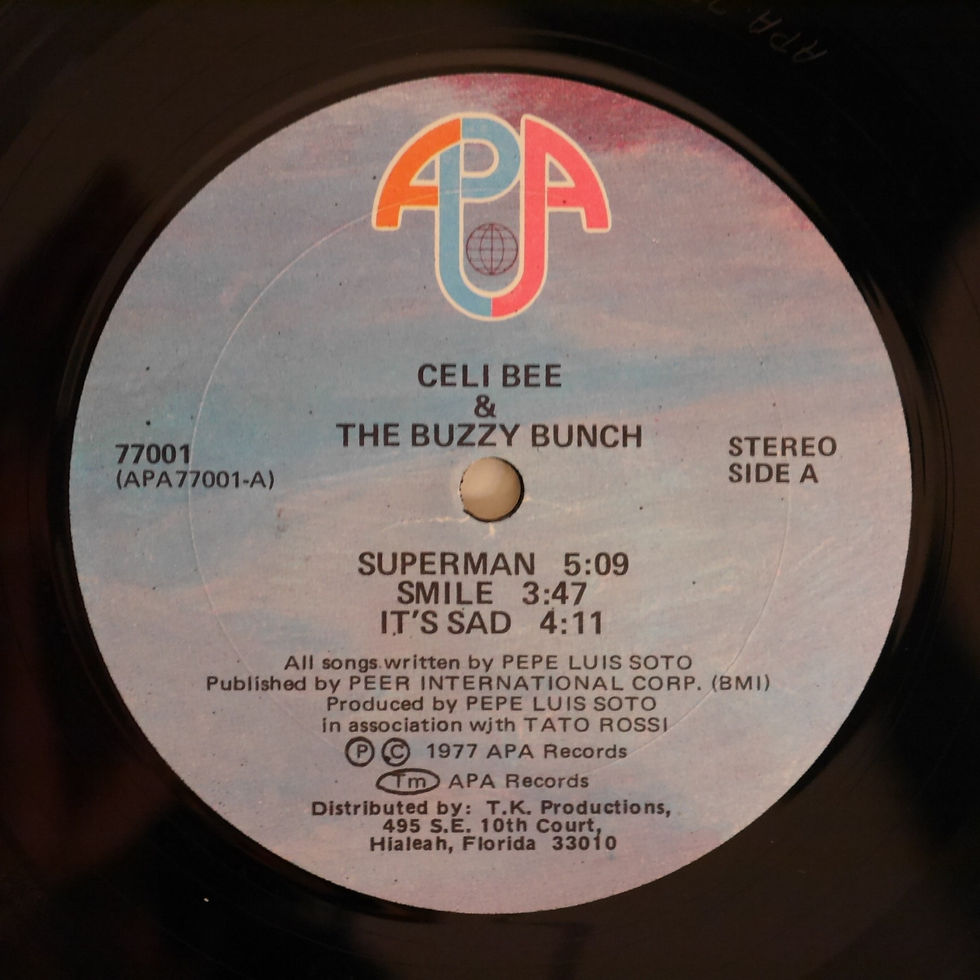 APA
CELI BEE
&
THE BUZZY BUNCH
77001
(APA77001-A)
STEREO
SIDE A
SUPERMAN 5:09
SMILE 3:47
IT'S SAD 4:11
All songs written by PEPE LUIS SOTO
Published by PEER INTERNATIONAL CORP. (BMI)
Produced by PEPE LUIS SOTO
in association with TATO ROSSI
Ⓟ Ⓒ 1977 APA Records
Tm APA Records
Distributed by: T.K. Productions,
495 S.E. 10th Court,
Hialeah, Florida 33010
APA